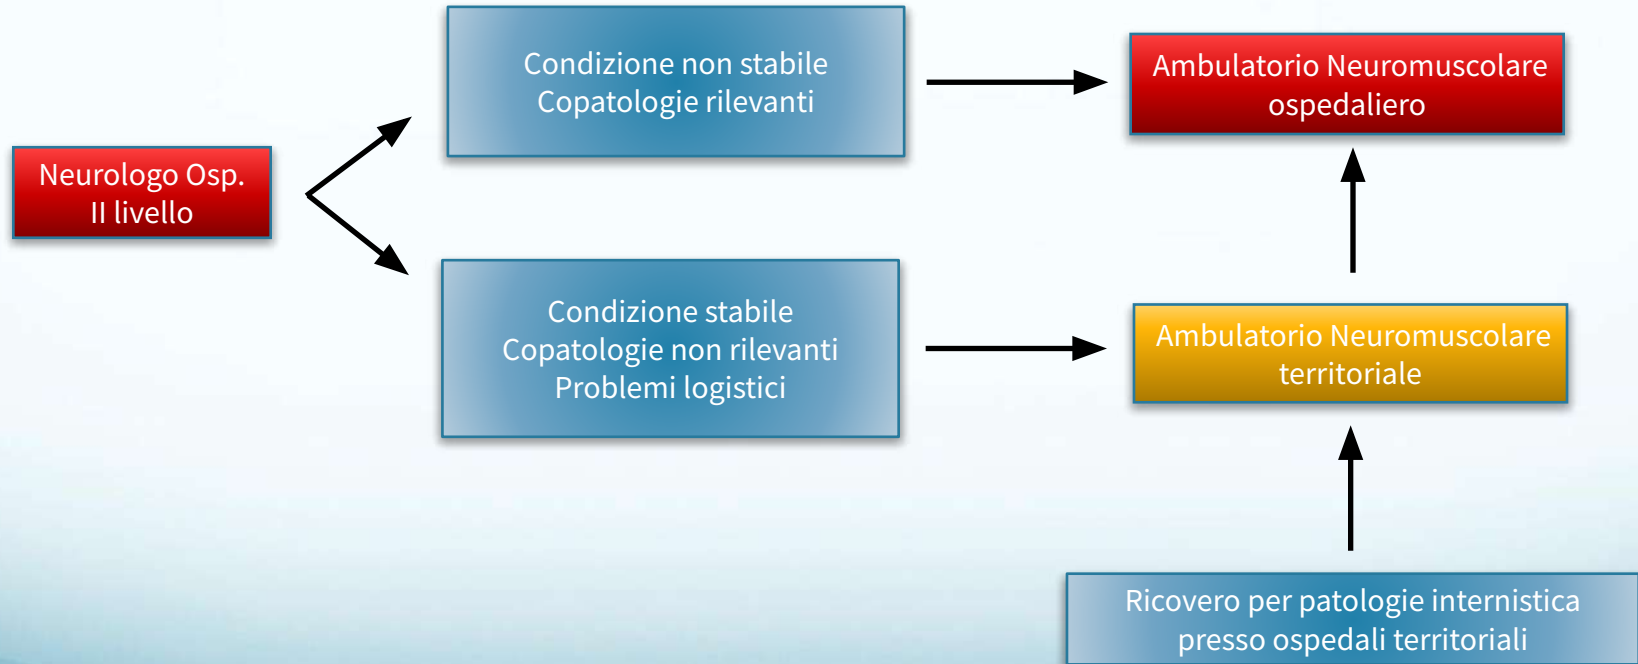 Neurologo Osp.
II livello
Condizione non stabile
Copatologie rilevanti
Ambulatorio Neuromuscolare
ospedaliero
Condizione stabile
Copatologie non rilevanti
Problemi logistici
Ambulatorio Neuromuscolare
territoriale
Ricovero per patologie internistica
presso ospedali territoriali